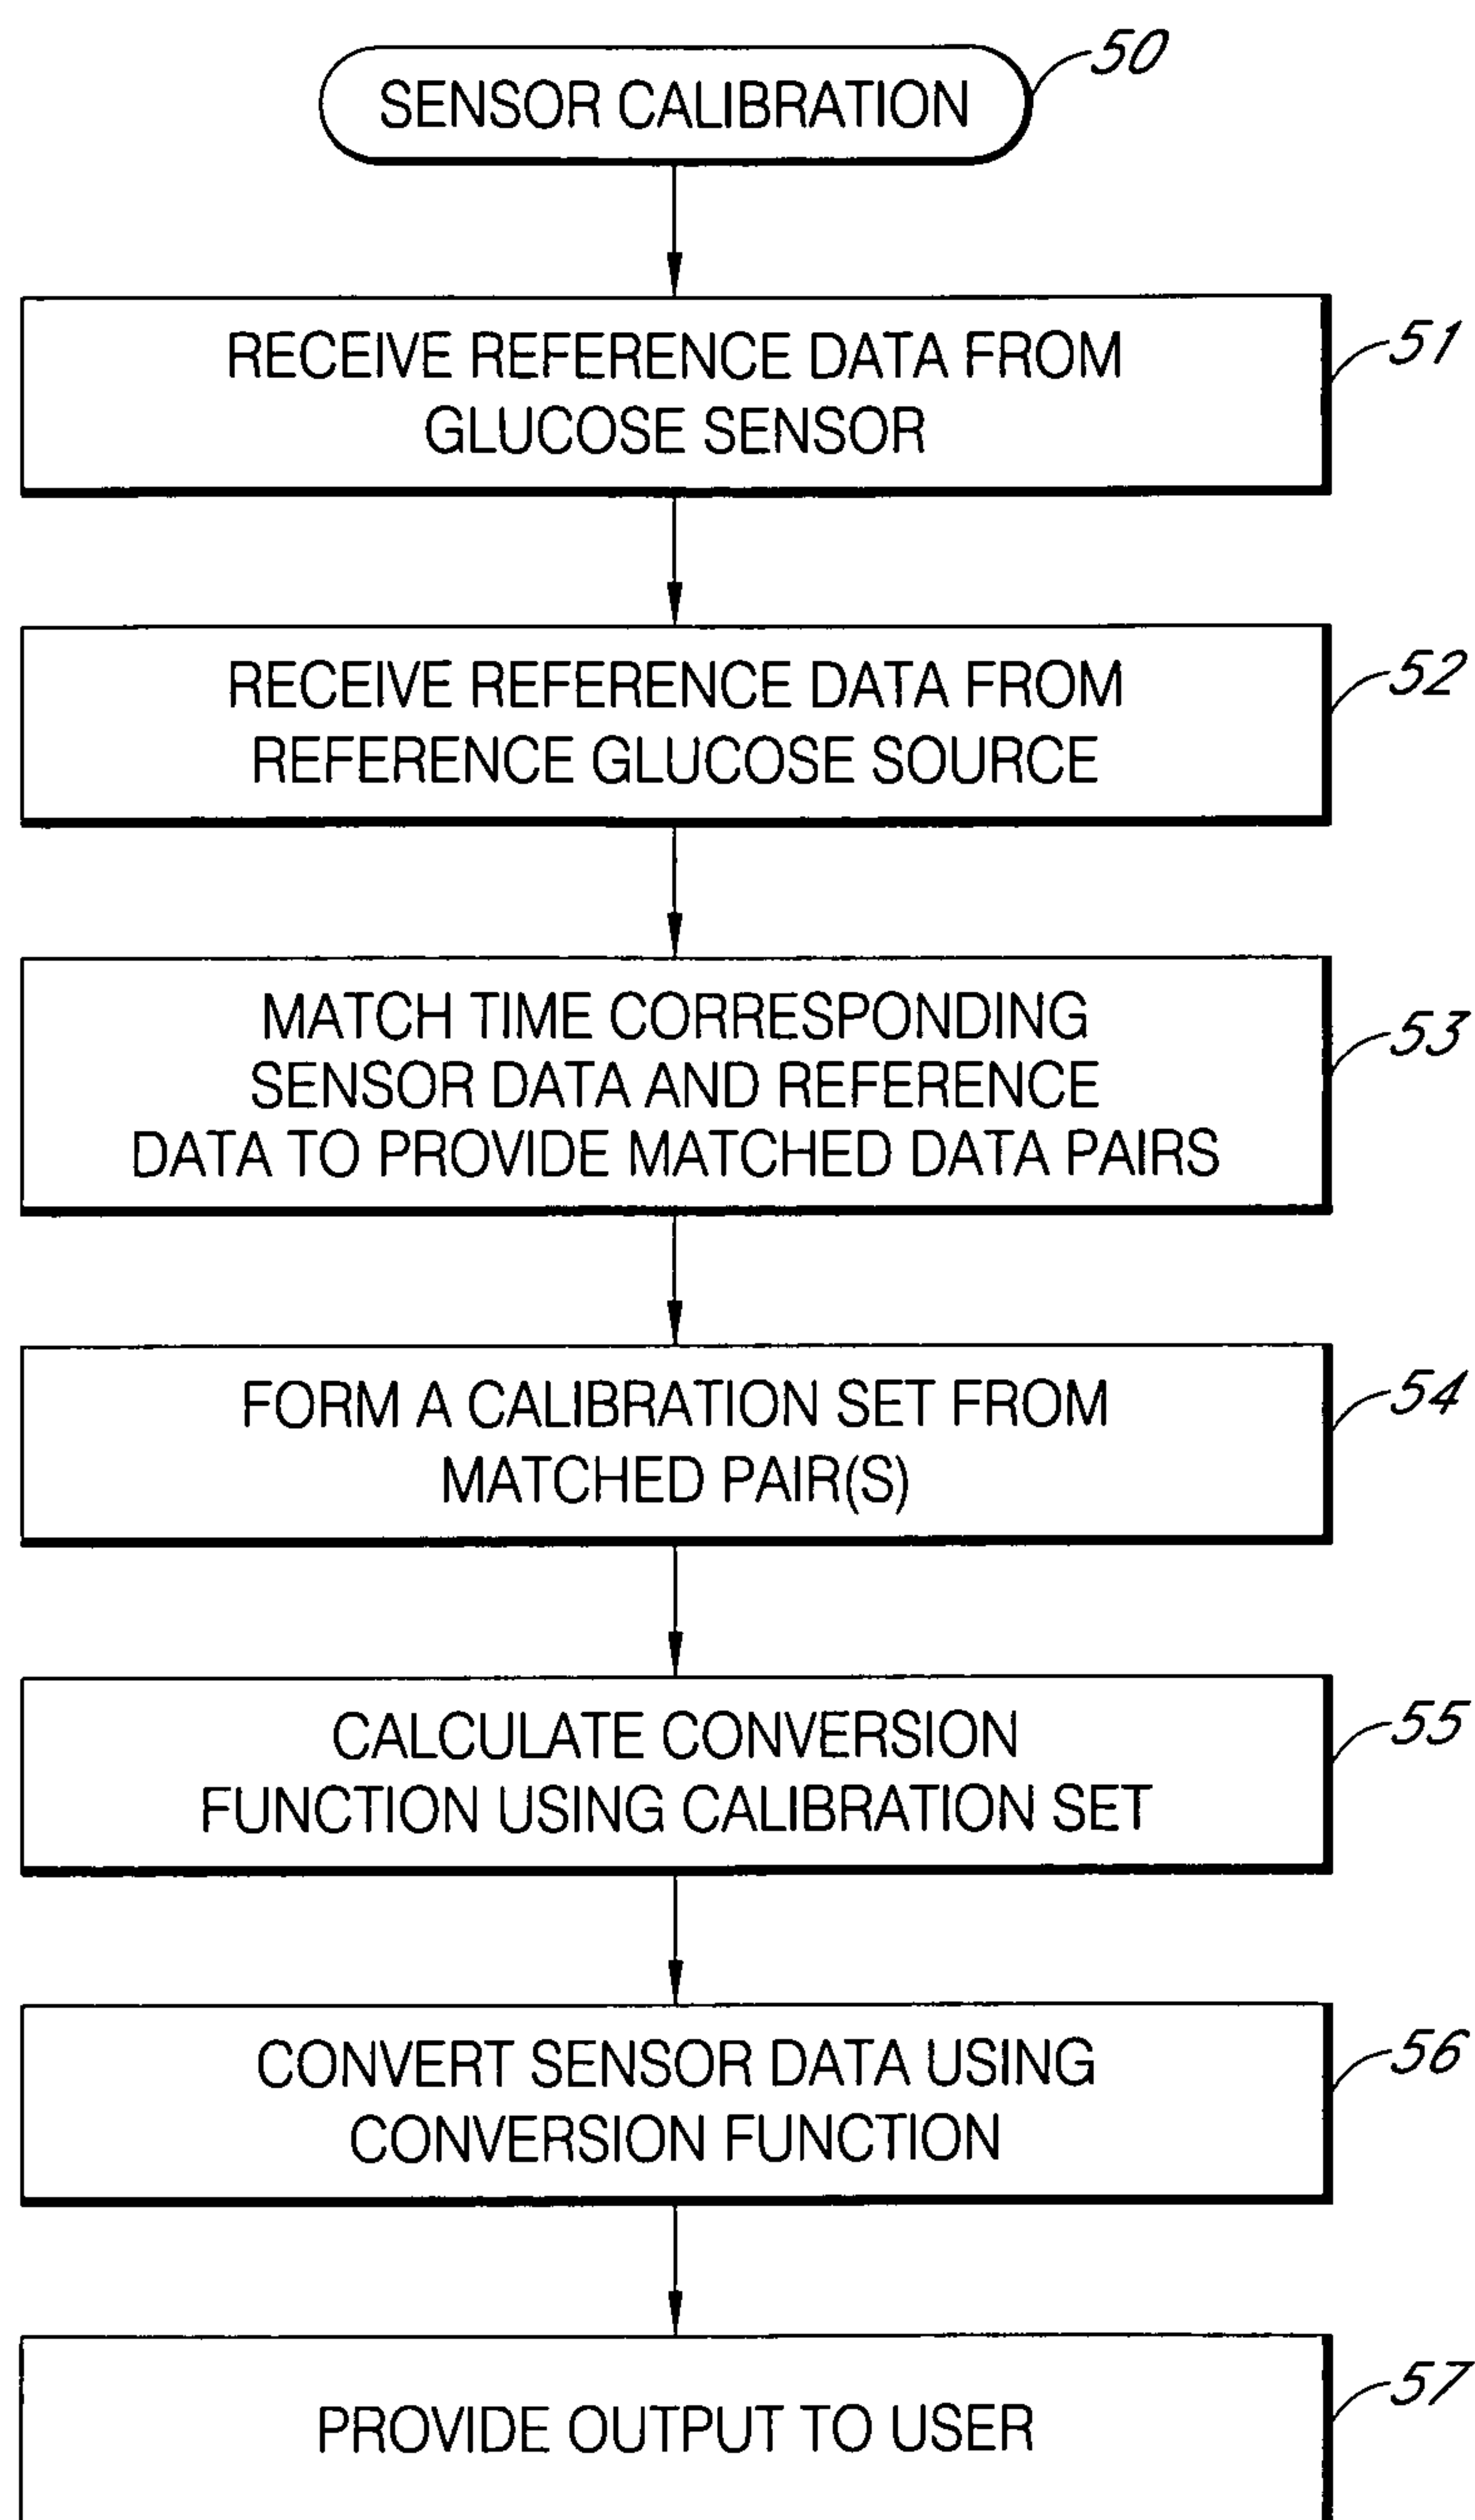 SENSOR CALIBRATION
50
RECEIVE REFERENCE DATA FROM
GLUCOSE SENSOR
51
RECEIVE REFERENCE DATA FROM
REFERENCE GLUCOSE SOURCE
52
MATCH TIME CORRESPONDING
SENSOR DATA AND REFERENCE
DATA TO PROVIDE MATCHED DATA PAIRS
53
FORM A CALIBRATION SET FROM
MATCHED PAIR(S)
54
CALCULATE CONVERSION
FUNCTION USING CALIBRATION SET
55
CONVERT SENSOR DATA USING
CONVERSION FUNCTION
56
PROVIDE OUTPUT TO USER
57